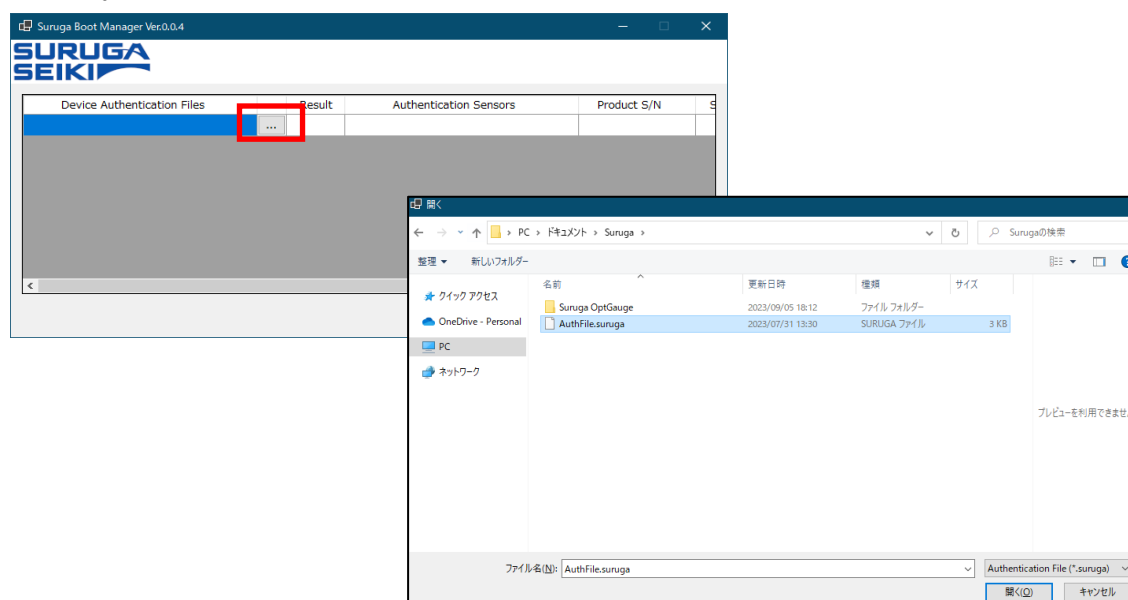 Suruga Boot Manager Ver.0.0.4
SURUGA
SEIKI
Device Authentication Files Result Authentication Sensors Product S/N S
...
開く
PC › ドキュメント › Suruga ›
Surugaの検索
整理 新しいフォルダー
名前 更新日時 種類 サイズ
クイック アクセス
Suruga OptGauge 2023/09/05 18:12 ファイル フォルダー
OneDrive - Personal
AuthFile.suruga 2023/07/31 13:30 SURUGA ファイル 3 KB
PC
ネットワーク
プレビューを利用できませ
ファイル名(N): AuthFile.suruga Authentication File (*.suruga)
開く(O) キャンセル